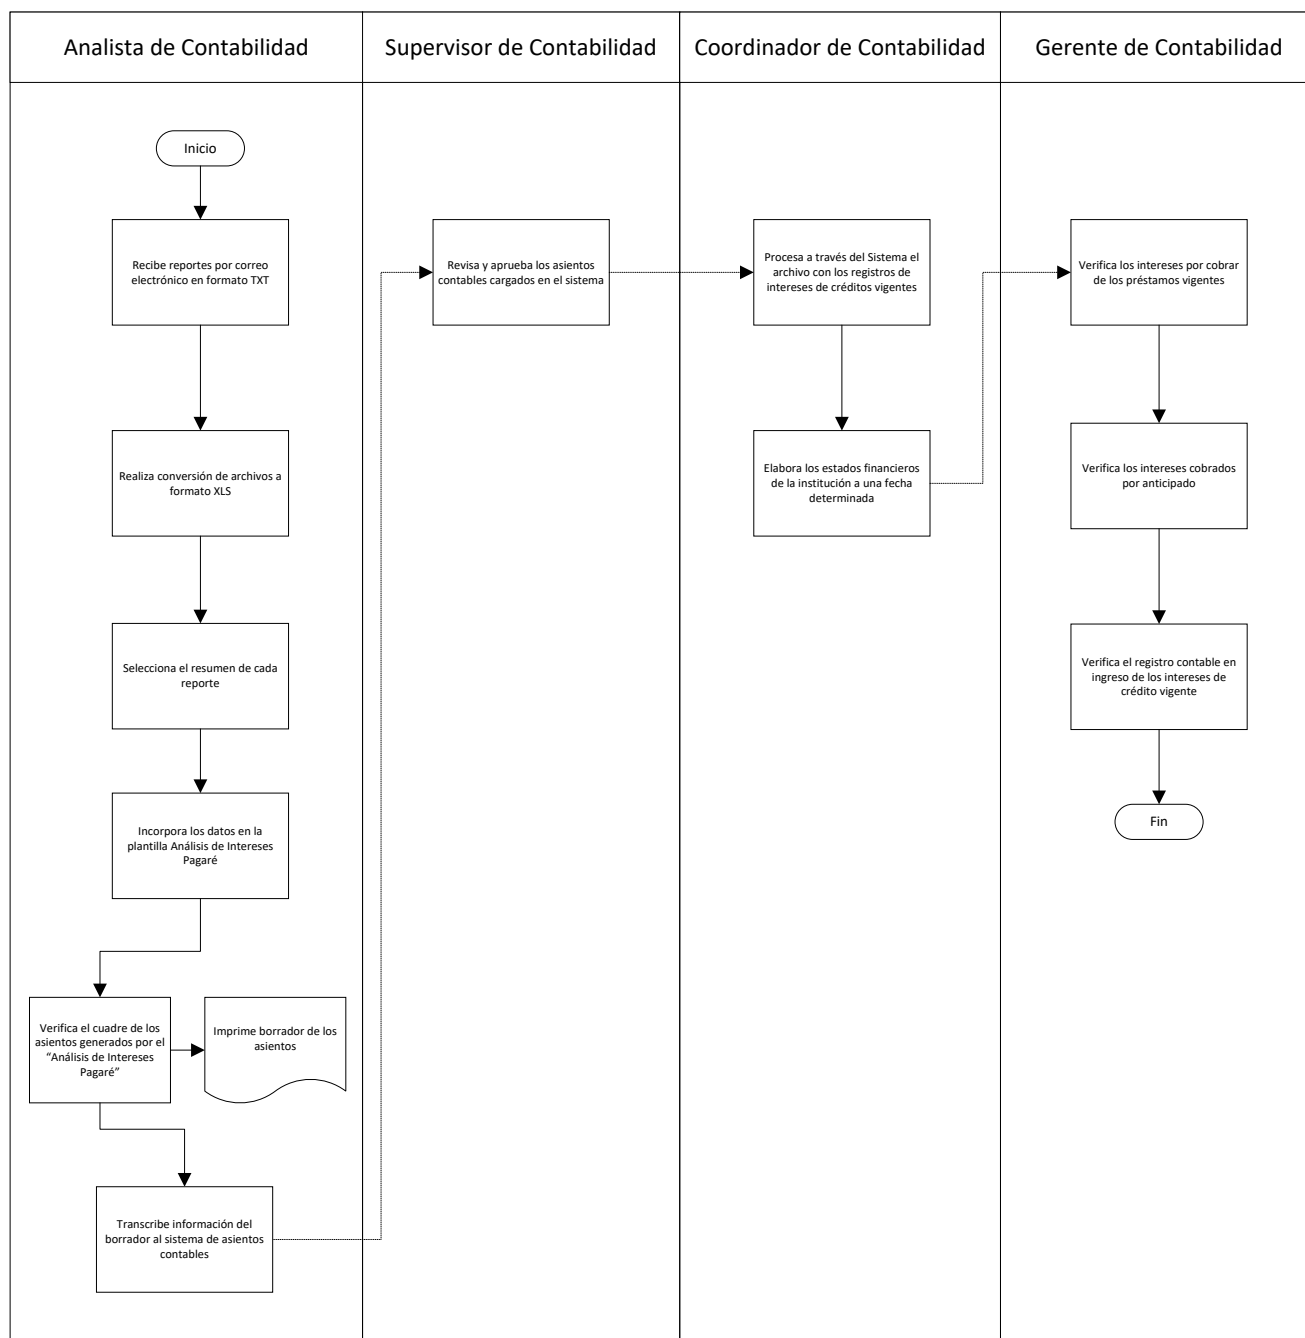 Analista de Contabilidad
Supervisor de Contabilidad
Coordinador de Contabilidad
Gerente de Contabilidad
Inicio
Recibe reportes por correo
electrónico en formato TXT
Realiza conversión de archivos a
formato XLS
Selecciona el resumen de cada
reporte
Incorpora los datos en la
plantilla Análisis de Intereses
Pagaré
Verifica el cuadre de los
asientos generados por el
“Análisis de Intereses
Pagaré”
Imprime borrador de los
asientos
Transcribe información del
borrador al sistema de asientos
contables
Revisa y aprueba los asientos
contables cargados en el sistema
Procesa a través del Sistema el
archivo con los registros de
intereses de créditos vigentes
Elabora los estados financieros
de la institución a una fecha
determinada
Verifica los intereses por cobrar
de los préstamos vigentes
Verifica los intereses cobrados
por anticipado
Verifica el registro contable en
ingreso de los intereses de
crédito vigente
Fin